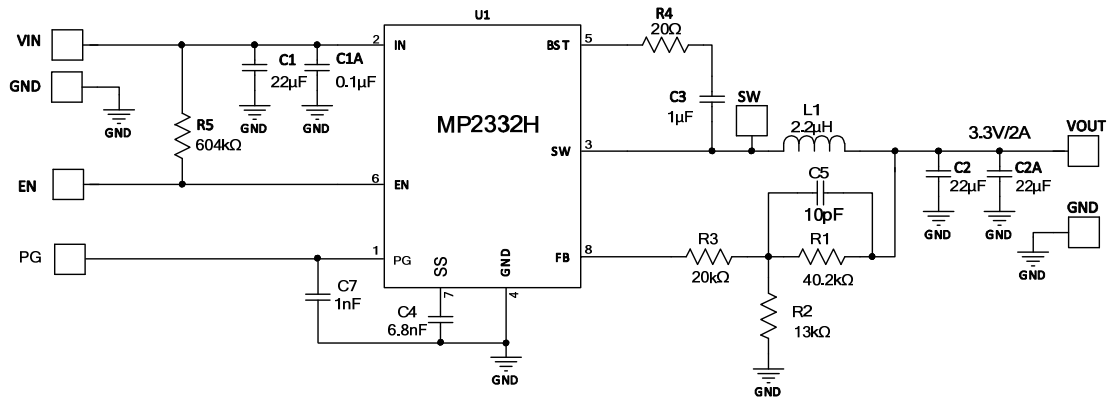 U1
VIN
GND
GND
R5
604kΩ
C1
22µF
GND
C1A
0.1µF
GND
2
IN
EN
6
EN
PG
1
PG
C7
1nF
MP2332H
SS
7
C4
6.8nF
GND
4
GND
BST
5
R4
20Ω
C3
1µF
SW
SW
3
L1
2.2µH
3.3V/2A
VOUT
C2
22µF
GND
C2A
22µF
GND
GND
GND
C5
10pF
FB
8
R3
20kΩ
R1
40.2kΩ
R2
13kΩ
GND